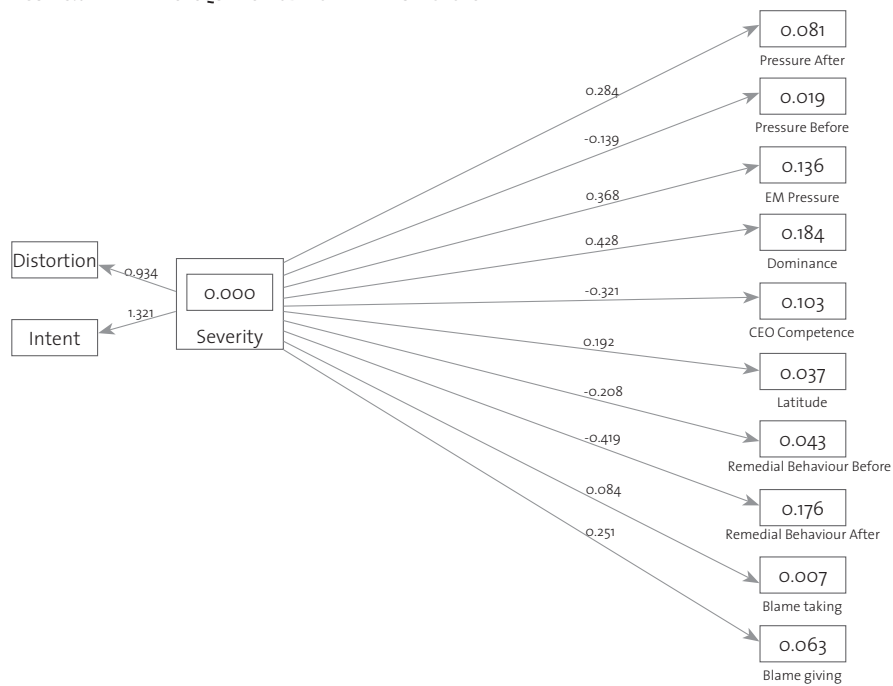 0.081
Pressure After
0.284
0.019
Pressure Before
-0.139
0.136
EM Pressure
0.368
0.184
Dominance
0.428
Distortion
0.934
0.000
Severity
-0.321
0.103
CEO Competence
1.321
Intent
0.192
0.037
Latitude
-0.208
0.043
Remedial Behaviour Before
-0.419
0.176
Remedial Behaviour After
0.084
0.007
Blame taking
0.251
0.063
Blame giving